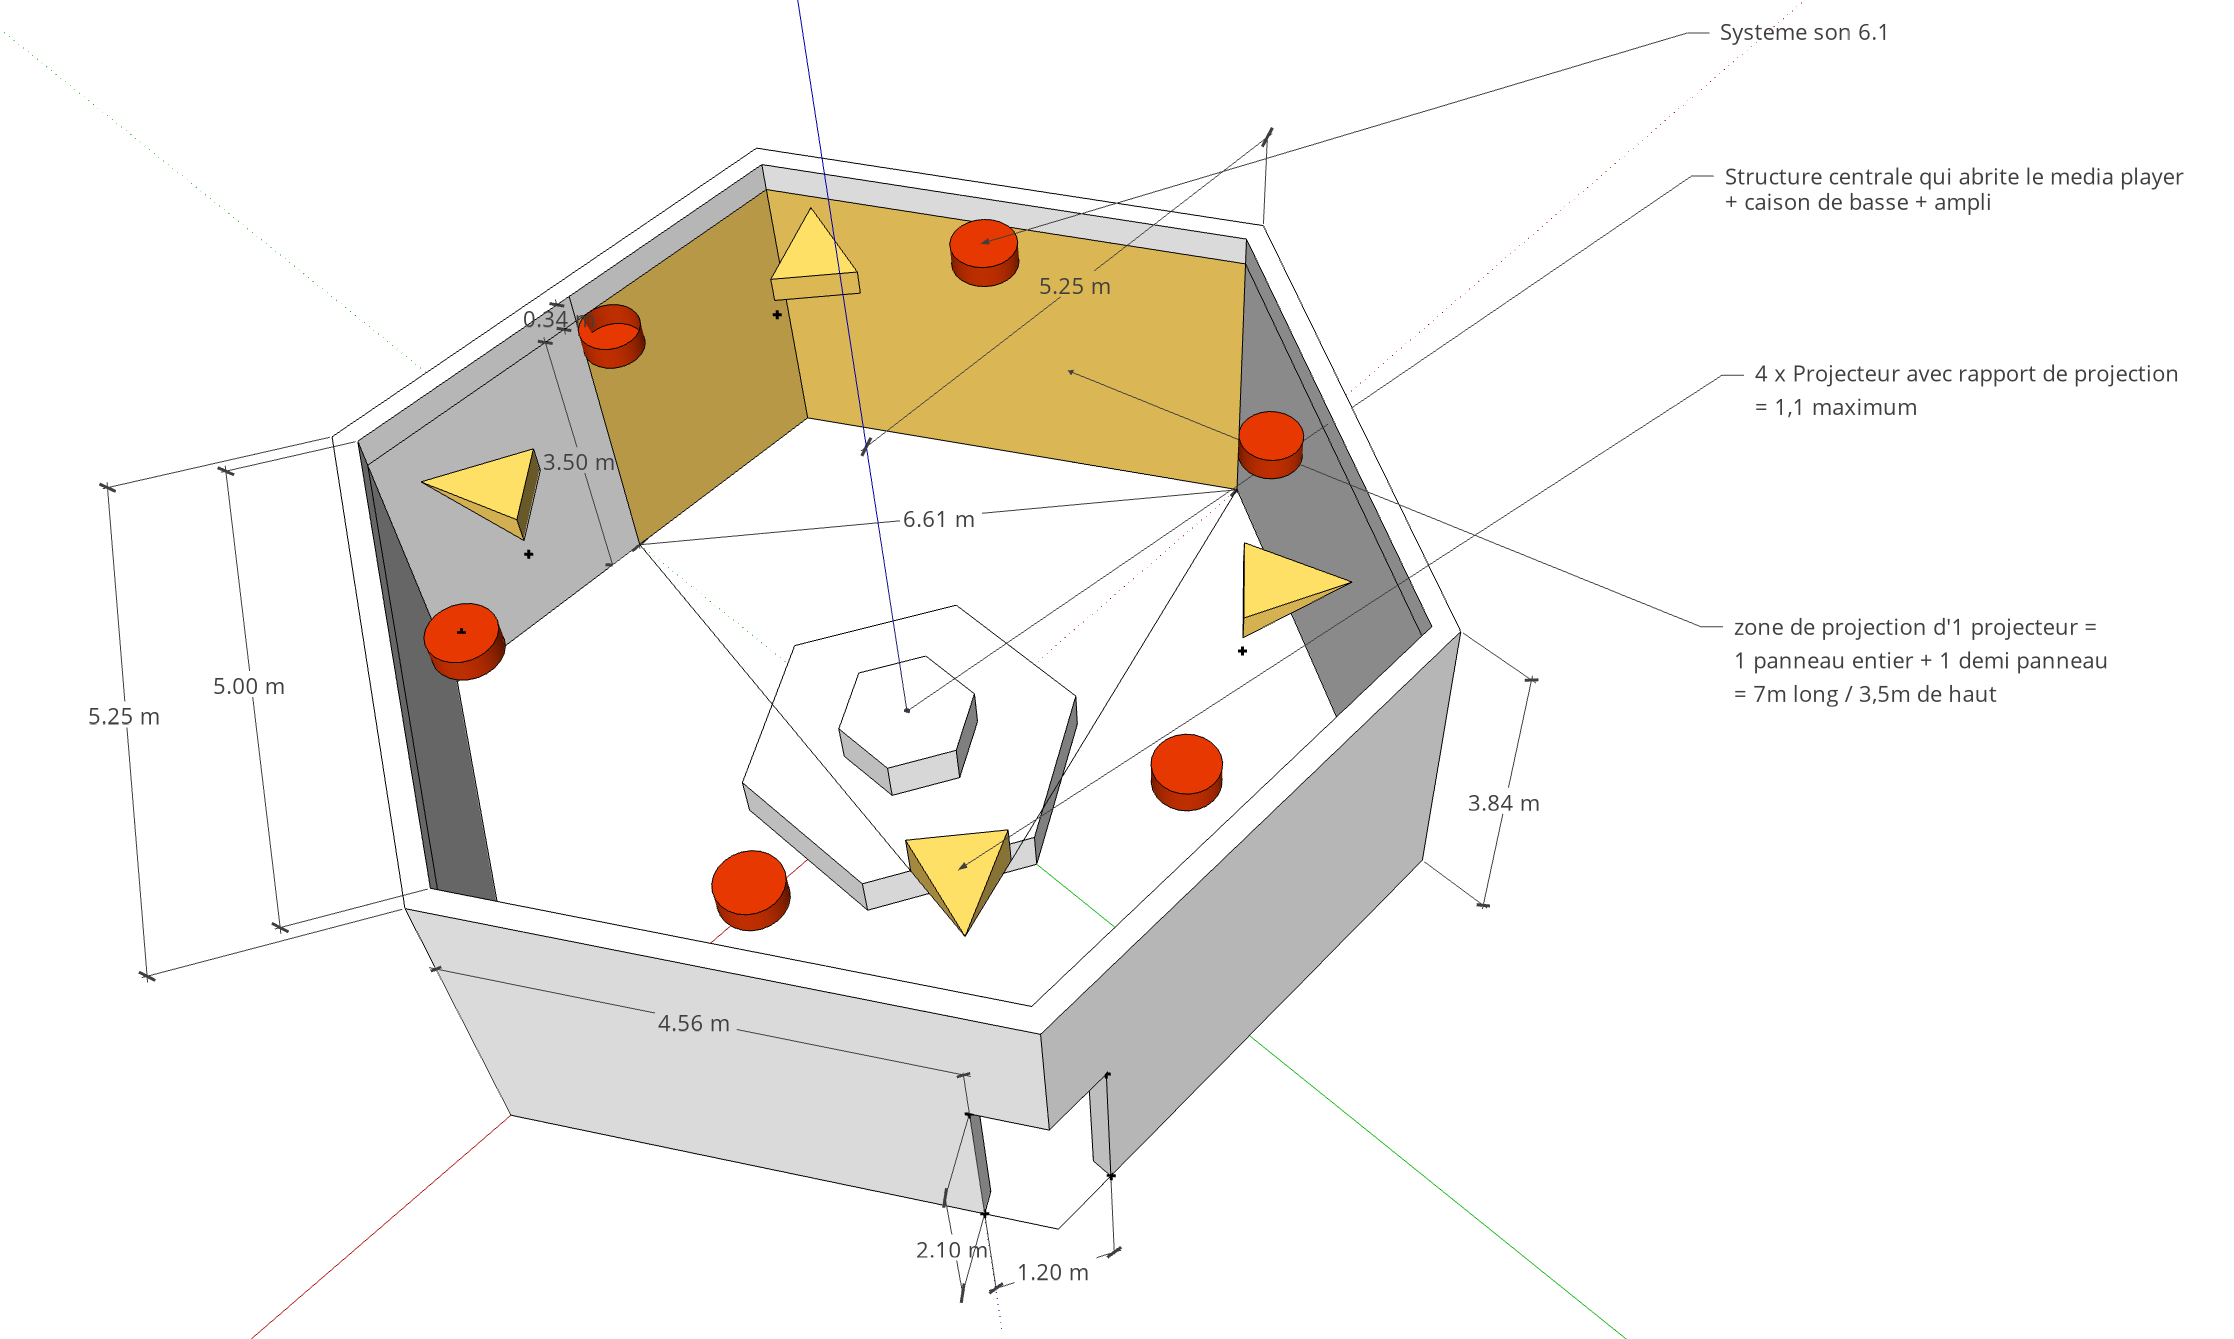 Systeme son 6.1
Structure centrale qui abrite le media player
+ caison de basse + ampli
5.25 m
0.34 m
4 x Projecteur avec rapport de projection
= 1,1 maximum
3.50 m
6.61 m
zone de projection d'1 projecteur =
1 panneau entier + 1 demi panneau
= 7m long / 3,5m de haut
5.00 m
5.25 m
3.84 m
4.56 m
2.10 m
1.20 m